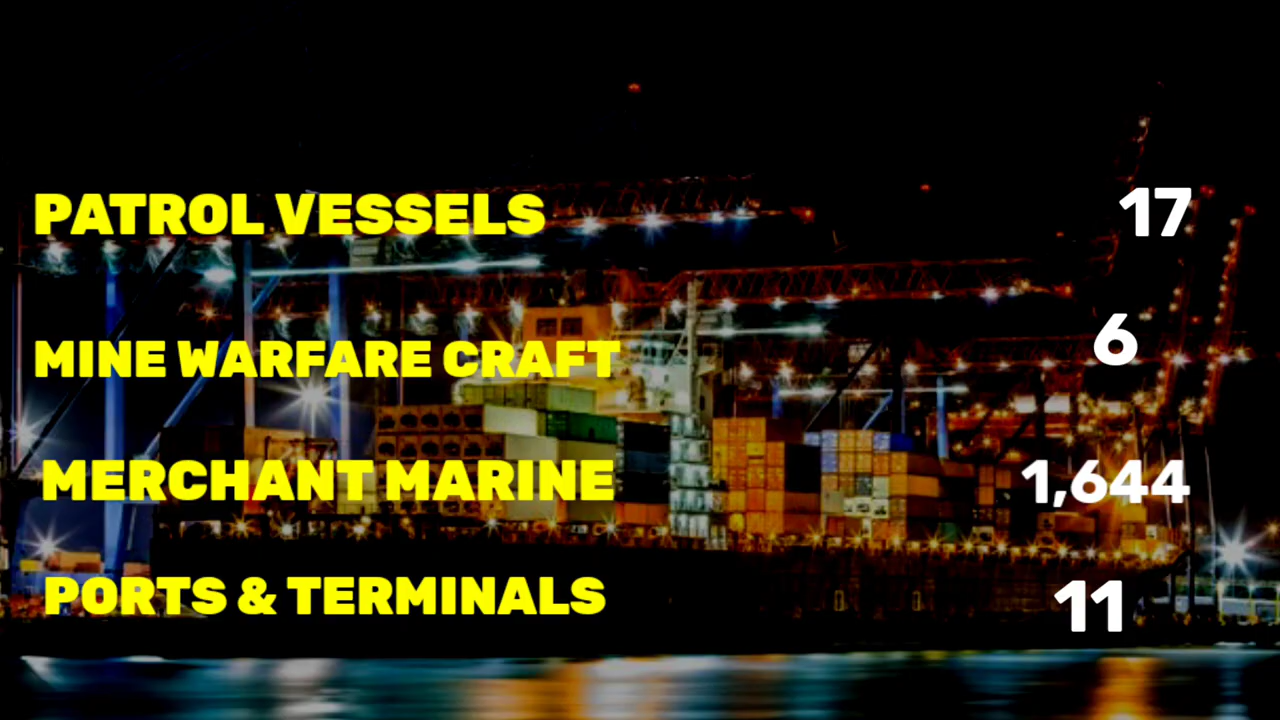 PATROL VESSELS 17
MINE WARFARE CRAFT 6
MERCHANT MARINE 1,644
PORTS & TERMINALS 11